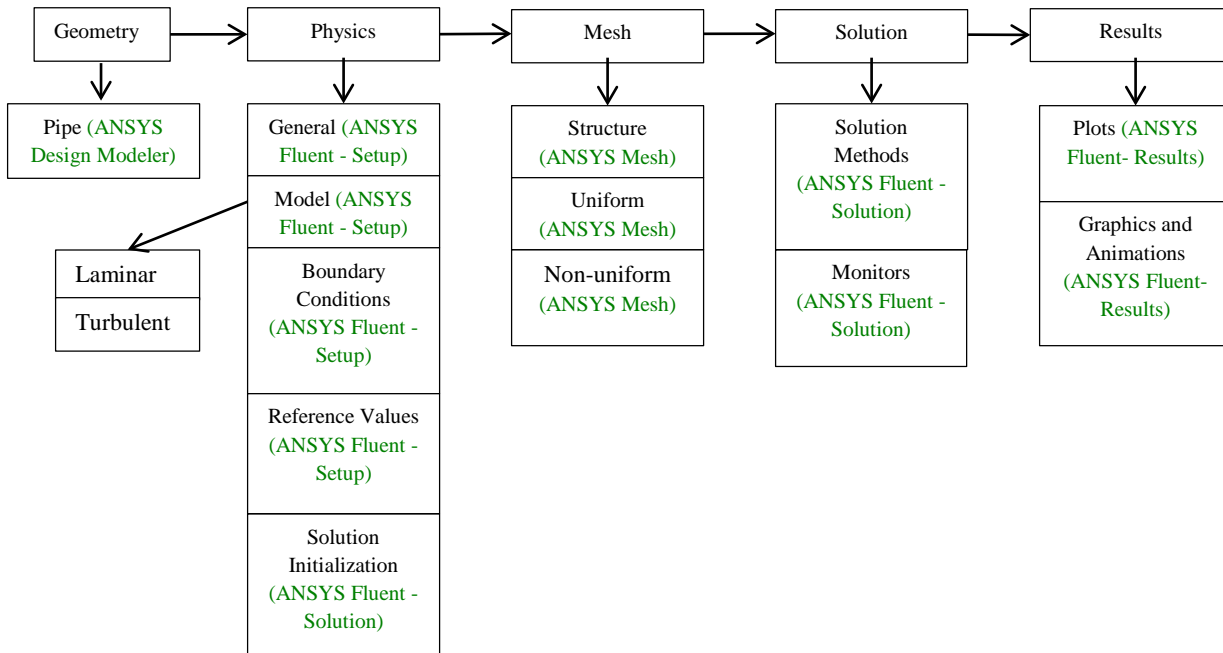 Geometry
Physics
Mesh
Solution
Results
Pipe (ANSYS
Design Modeler)
General (ANSYS
Fluent - Setup)
Model (ANSYS
Fluent - Setup)
Laminar
Turbulent
Boundary
Conditions
(ANSYS Fluent -
Setup)
Reference Values
(ANSYS Fluent -
Setup)
Solution
Initialization
(ANSYS Fluent -
Solution)
Structure
(ANSYS Mesh)
Uniform
(ANSYS Mesh)
Non-uniform
(ANSYS Mesh)
Solution
Methods
(ANSYS Fluent -
Solution)
Monitors
(ANSYS Fluent -
Solution)
Plots (ANSYS
Fluent- Results)
Graphics and
Animations
(ANSYS Fluent-
Results)